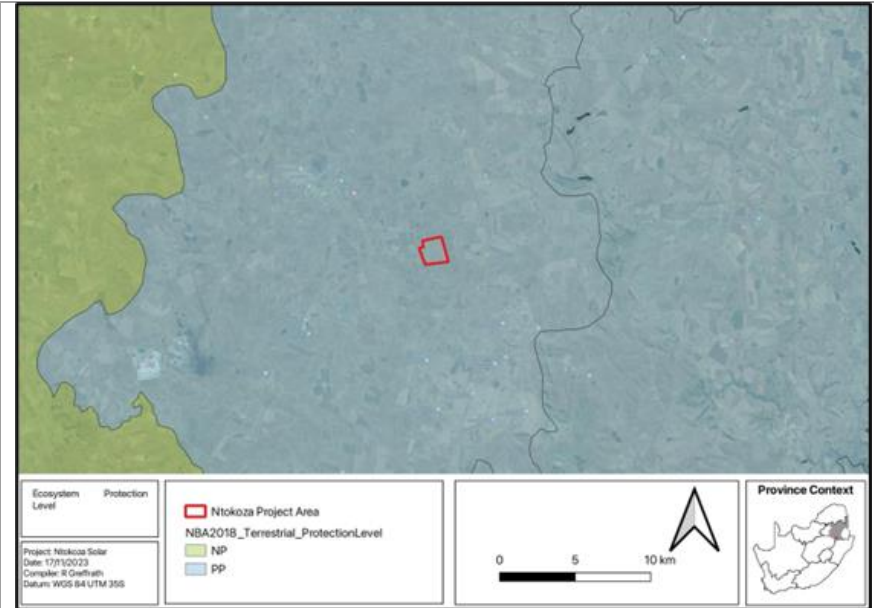 Ecosystem Protection
Level
Project: Ntokoza Solar
Date: 17/11/2023
Compiler: R Greffrath
Datum: WGS 84 UTM 35S
Ntokoza Project Area
NBA2018_Terrestrial_ProtectionLevel
NP
PP
0 5 10 km
Province Context